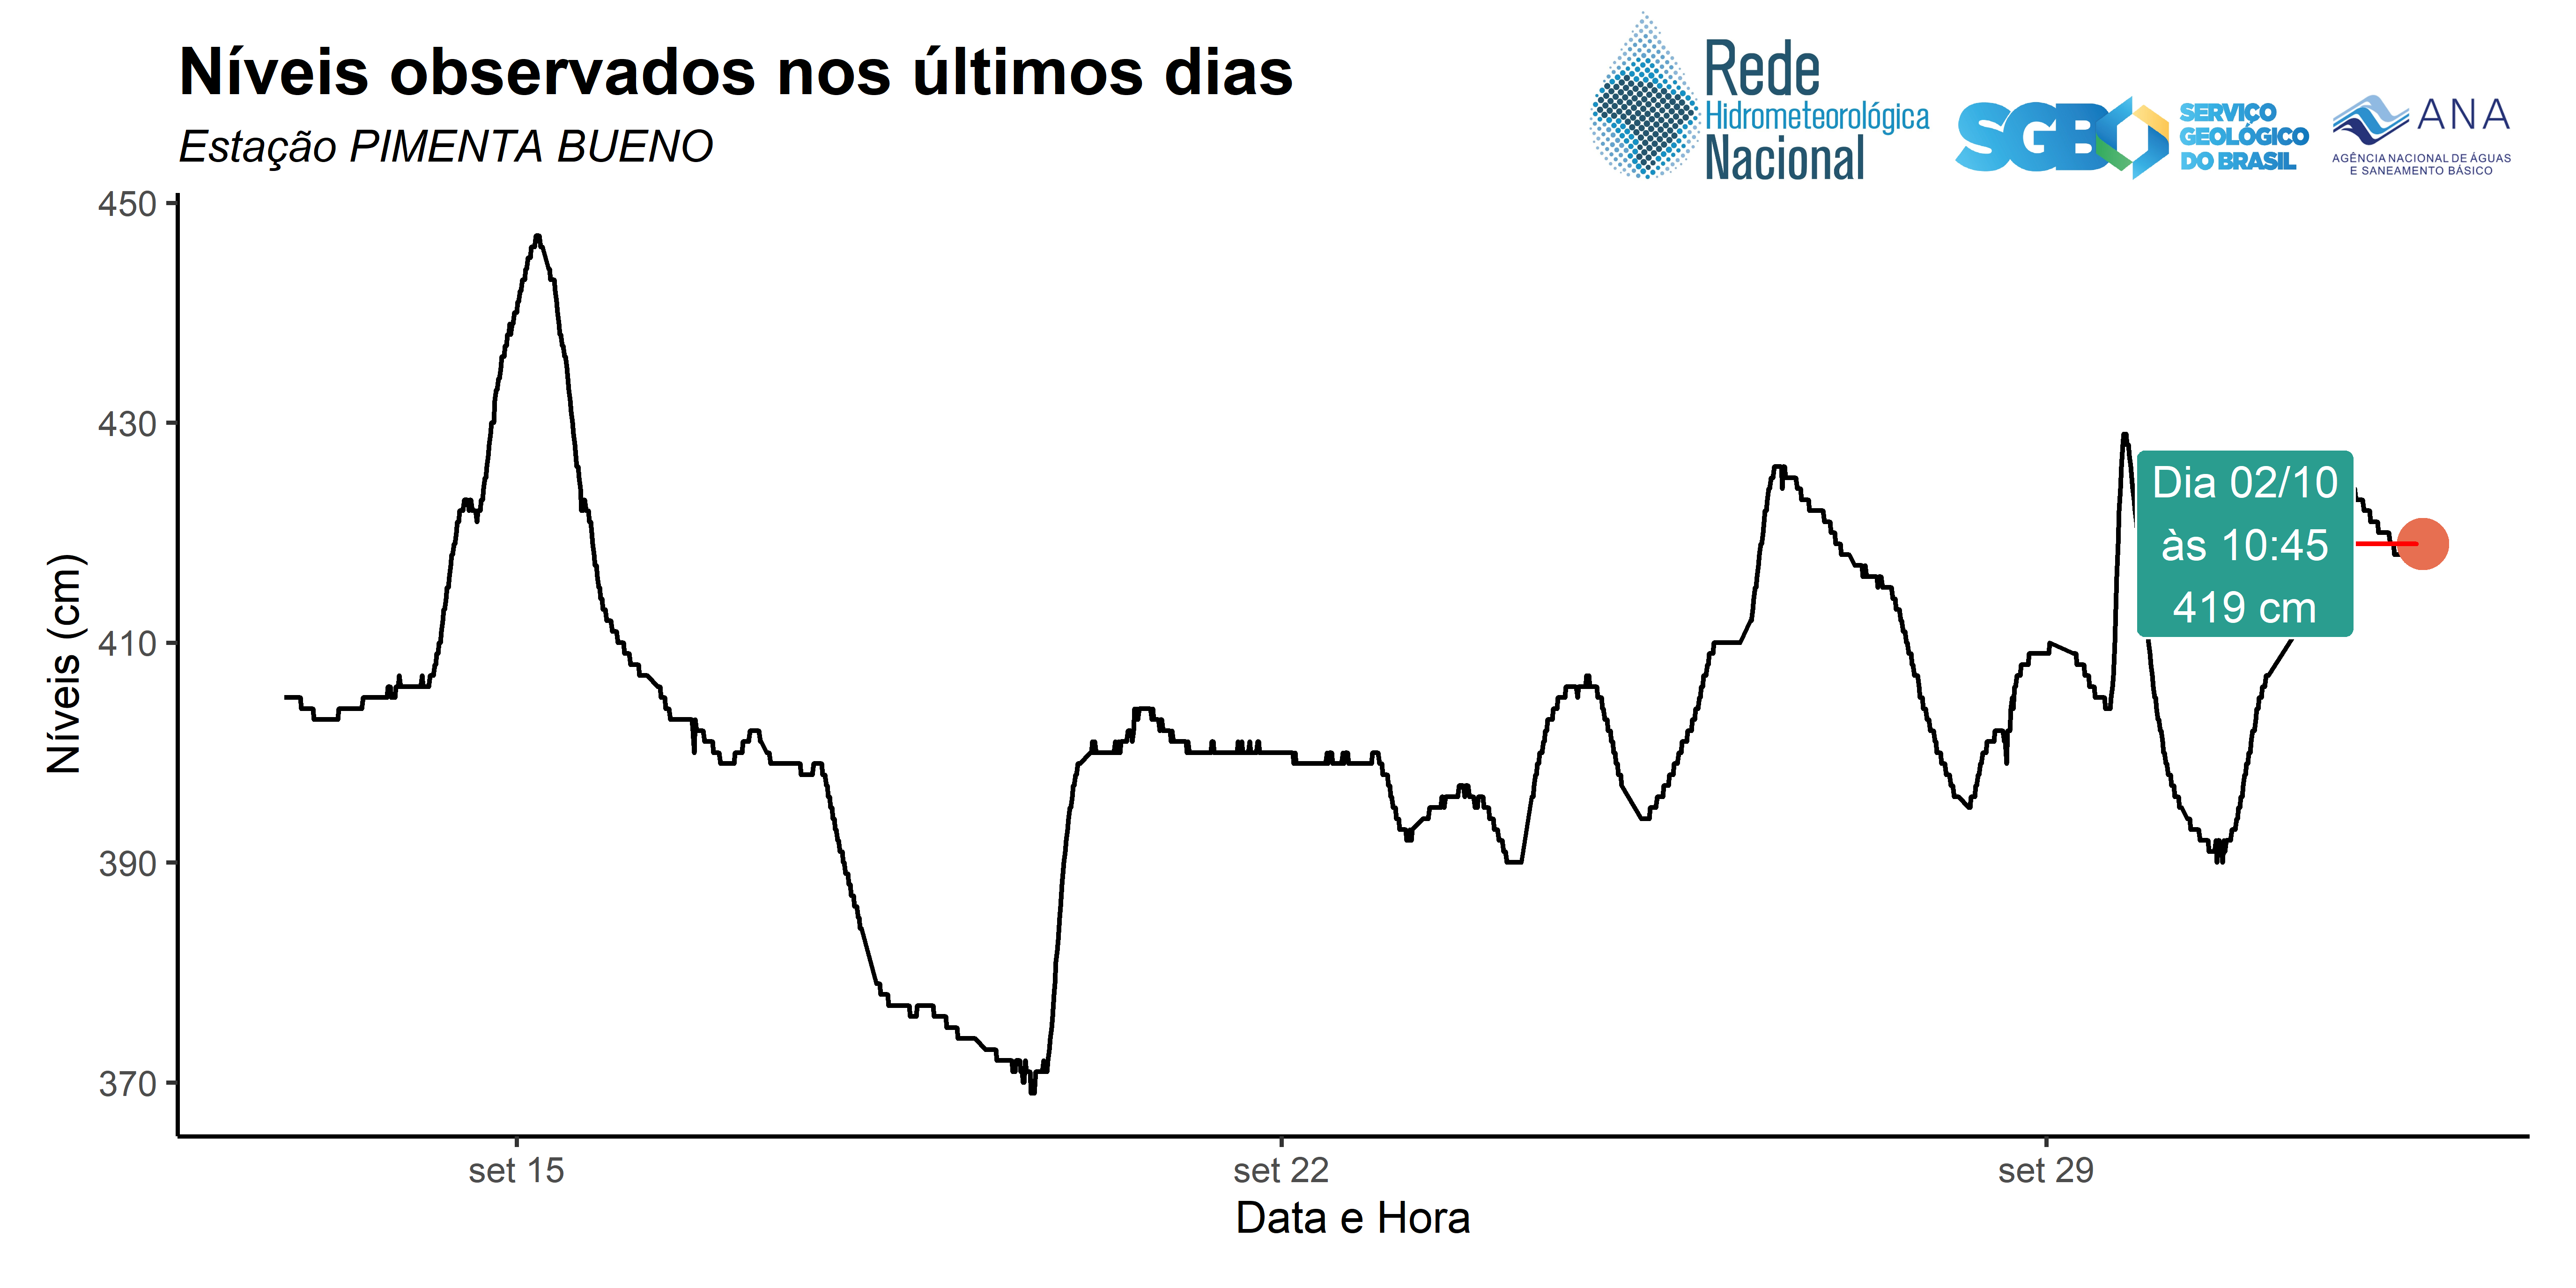 Níveis observados nos últimos dias
Estação PIMENTA BUENO
Rede
Hidrometeorológica
Nacional
SGB
SERVIÇO
GEOLÓGICO
DO BRASIL
ANA
AGÊNCIA NACIONAL DE ÁGUAS
E SANEAMENTO BÁSICO
Níveis (cm)
450
430
410
390
370
Dia 02/10
às 10:45
419 cm
set 15
set 22
set 29
Data e Hora